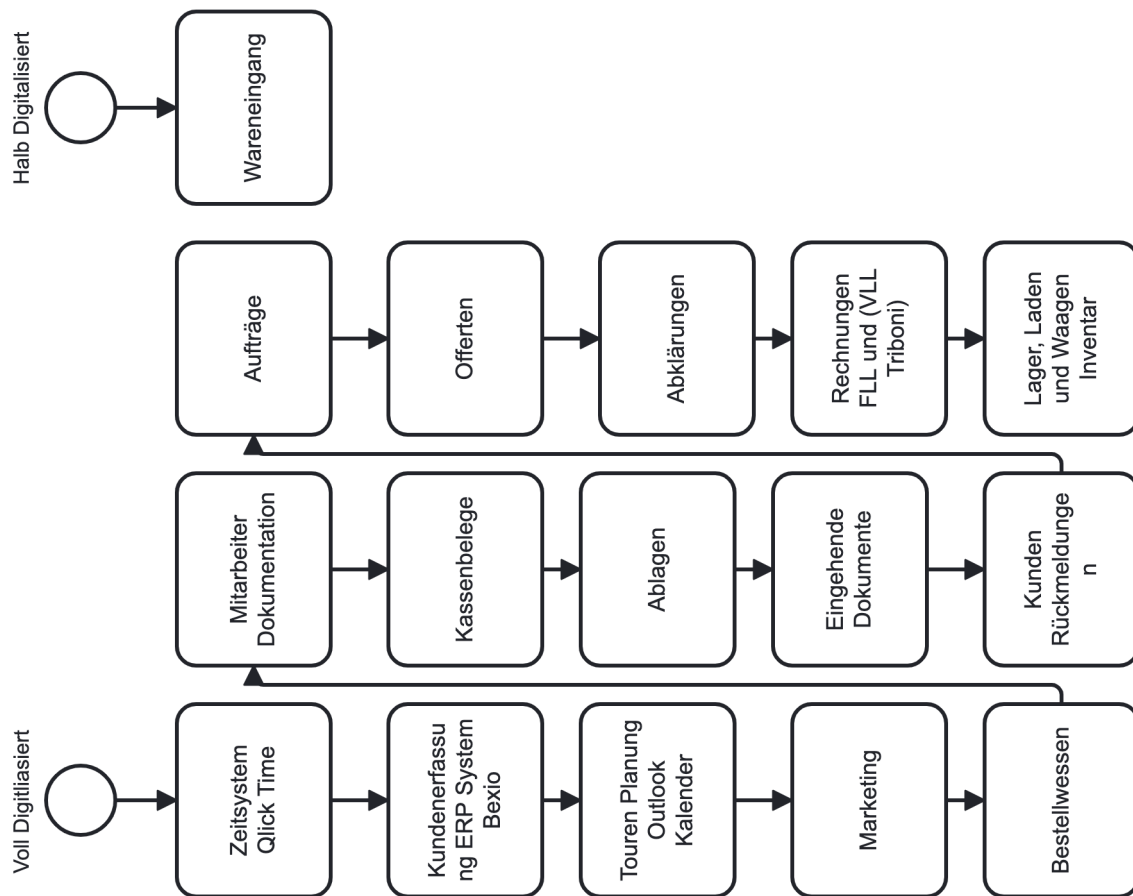 Voll Digitliasiert
Zeitsystem
Qlick Time
Kundenerfassu
ng ERP System
Bexio
Touren Planung
Outlook
Kalender
Marketing
Bestellwessen
Mitarbeiter
Dokumentation
Kassenbelege
Ablagen
Eingehende
Dokumente
Kunden
Rückmeldunge
n
Aufträge
Offerten
Abklärungen
Rechnungen
FLL und (VLL
Triboni)
Lager, Laden
und Waagen
Inventar
Halb Digitalisiert
Wareneingang